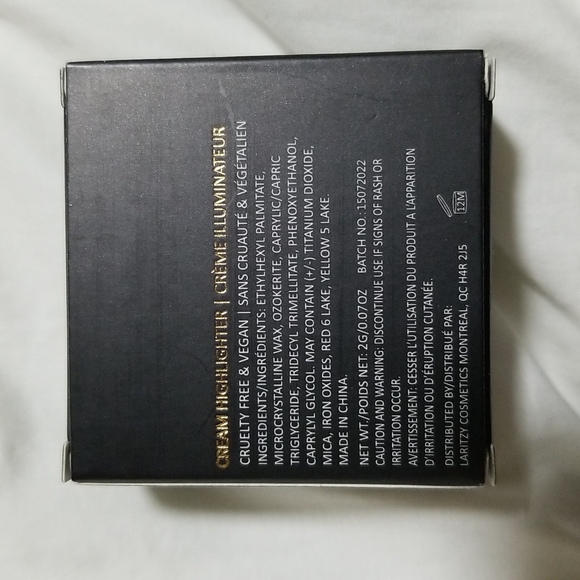 CREAM HIGHLIGHTER | CRÈME ILLUMINATEUR
CRUELTY FREE & VEGAN | SANS CRUAUTÉ & VÉGÉTALIEN
INGREDIENTS/INGRÉDIENTS: ETHYLHEXYL PALMITATE,
MICROCRYSTALLINE WAX, OZOKERITE, CAPRYLIC/CAPRIC
TRIGLYCERIDE, TRIDECYL TRIMELLITATE, PHENOXYETHANOL,
CAPRYLYL GLYCOL. MAY CONTAIN (+/-) TITANIUM DIOXIDE,
MICA, IRON OXIDES, RED 6 LAKE, YELLOW 5 LAKE.
MADE IN CHINA.
NET WT./POIDS NET: 2G/0.07OZ BATCH NO.: 15072022
CAUTION AND WARNING: DISCONTINUE USE IF SIGNS OF RASH OR
IRRITATION OCCUR.
AVERTISSEMENT: CESSER L'UTILISATION DU PRODUIT A L'APPARITION
D'IRRITATION OU D'ÉRUPTION CUTANÉE.
DISTRIBUTED BY/DISTRIBUÉ PAR:
LARITZY COSMETICS MONTREAL, QC H4R 2J5
12M